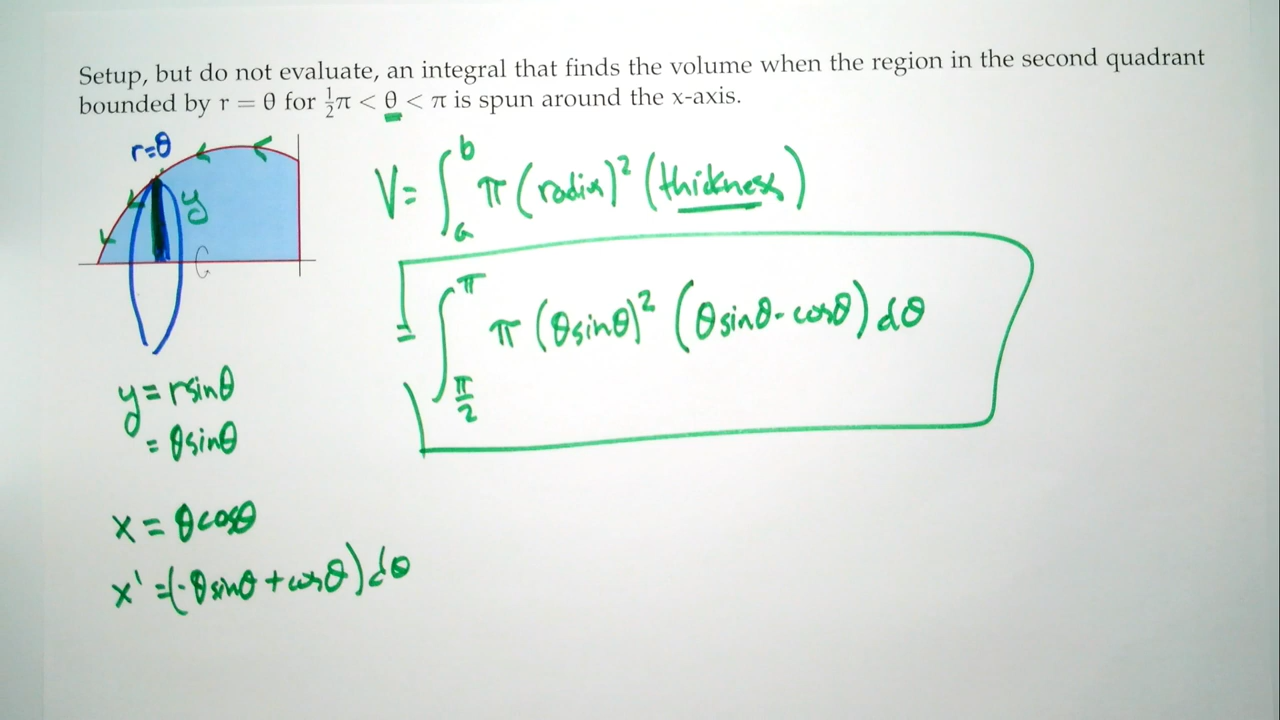 Setup, but do not evaluate, an integral that finds the volume when the region in the second quadrant
bounded by r = θ for ½π < θ < π is spun around the x-axis.
r=θ
y
V= ∫_a^b π(radius)² (thickness)
= ∫_{π/2}^π π (θsinθ)² (θsinθ - cosθ) dθ
y = rsinθ
= θsinθ
x = θcosθ
x' =(-θsinθ + cosθ) dθ